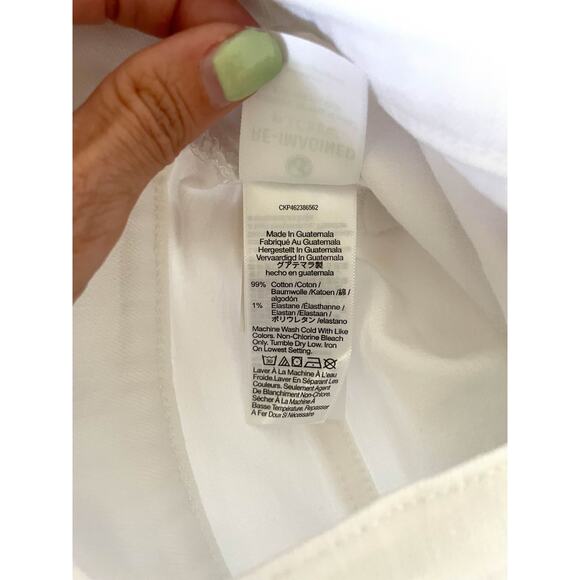 RE-IMAGINED
CKP462386562
Made In Guatemala
Fabriqué Au Guatemala
Hergestellt In Guatemala
Vervaardigd In Guatemala
グアテマラ製
hecho en guatemala
99% Cotton /Coton/
Baumwolle /Katoen /綿 /
algodón
1% Elastane /Élasthanne /
Elastan /Elastaan/
ポリウレタン /elastano
Machine Wash Cold With Like
Colors. Non-Chlorine Bleach
Only. Tumble Dry Low. Iron
On Lowest Setting.
30
Laver À La Machine À L'eau
Froide.Laver En Séparant Les
Couleurs. Seulement Agent
De Blanchiment Non-Chlore.
Sécher À La Machine À
Basse Température. Repasser
À Fer Doux Si Nécessaire